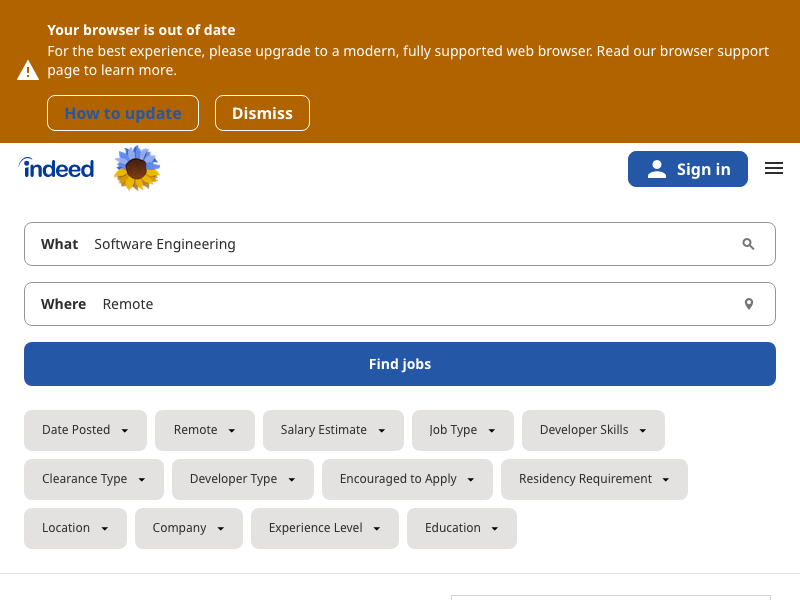 Your browser is out of date
For the best experience, please upgrade to a modern, fully supported web browser. Read our browser support
page to learn more.
How to update
Dismiss
indeed
Sign in
What Software Engineering
Where Remote
Find jobs
Date Posted Remote Salary Estimate Job Type Developer Skills
Clearance Type Developer Type Encouraged to Apply Residency Requirement
Location Company Experience Level Education